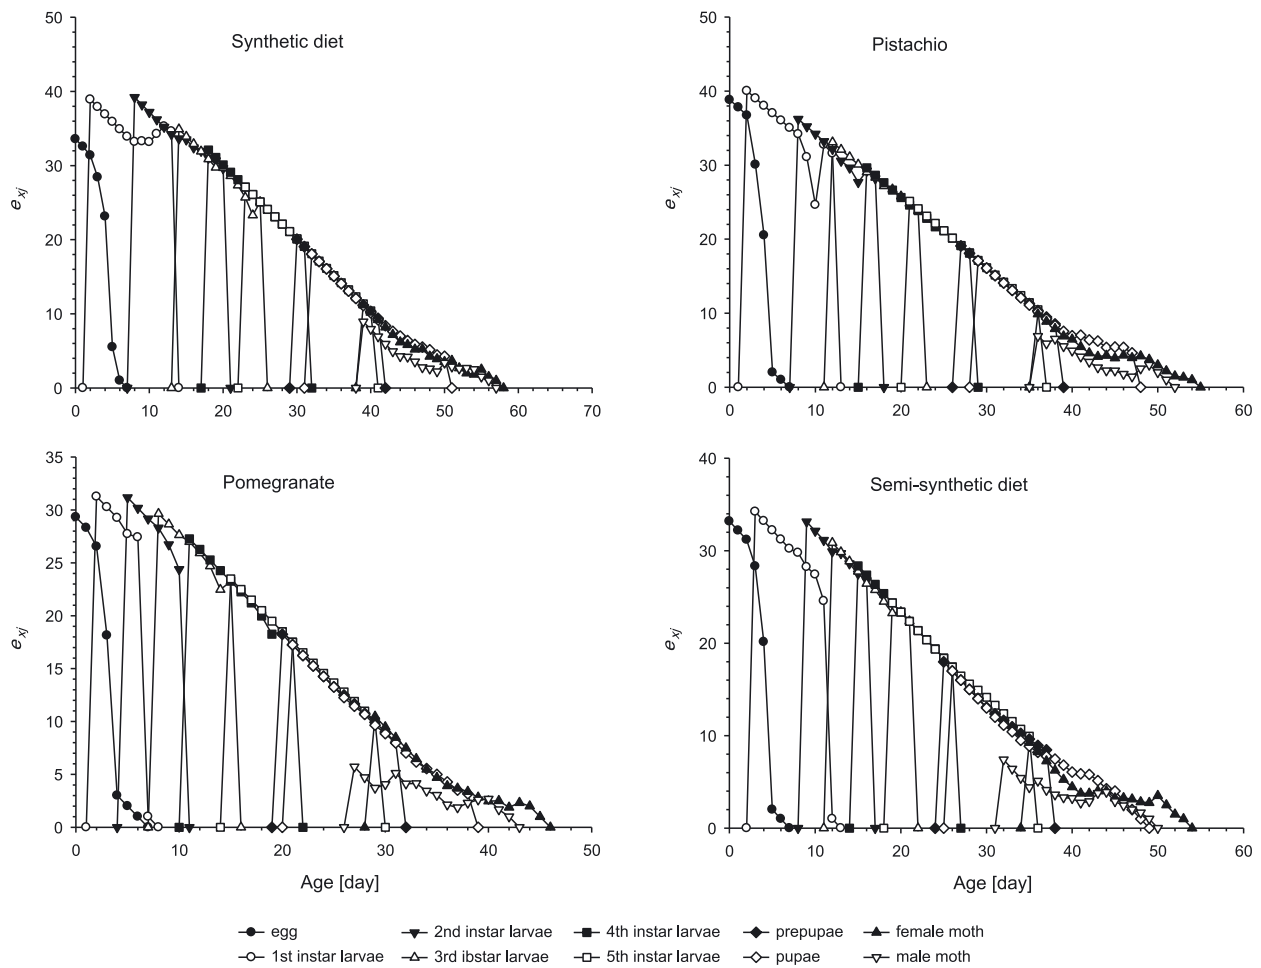 Synthetic diet
50
40
30
20
10
0
e xj
0 10 20 30 40 50 60 70
Pistachio
50
40
30
20
10
0
e xj
0 10 20 30 40 50 60
Pomegranate
35
30
25
20
15
10
5
0
e xj
0 10 20 30 40 50
Age [day]
Semi-synthetic diet
40
30
20
10
0
e xj
0 10 20 30 40 50 60
Age [day]
egg 2nd instar larvae 4th instar larvae prepupae female moth
1st instar larvae 3rd ibstar larvae 5th instar larvae pupae male moth